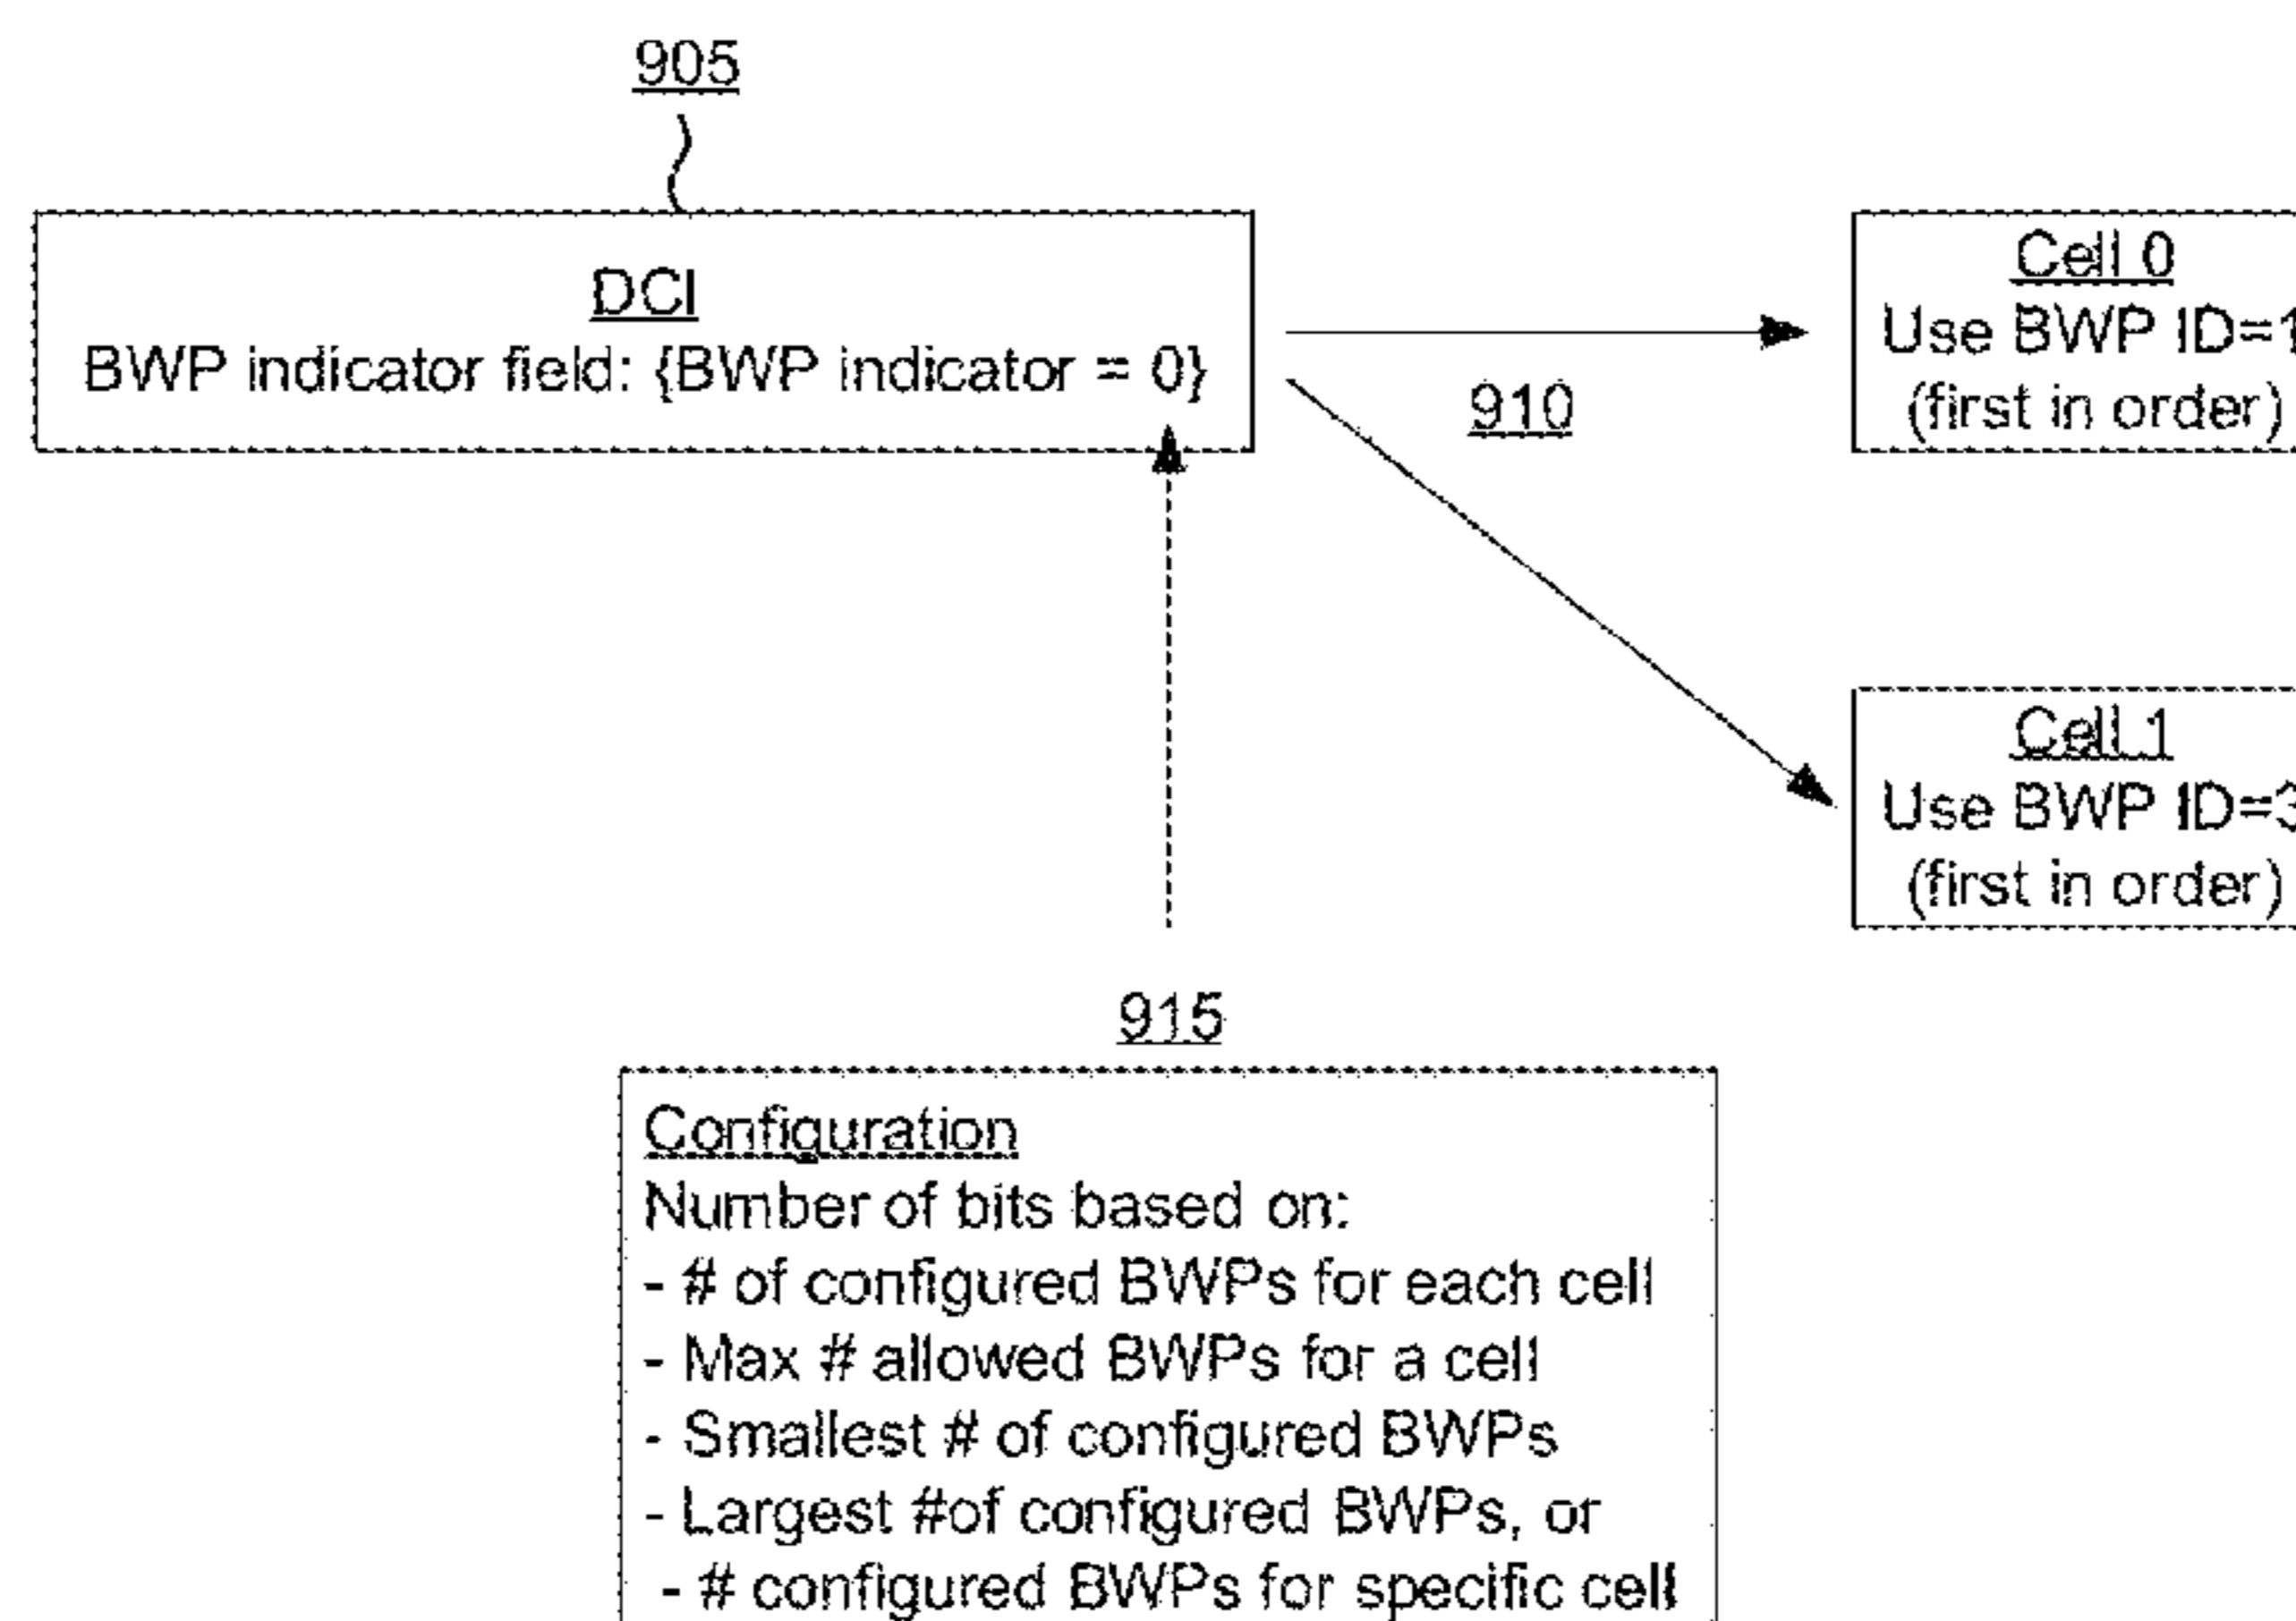 905
DCI
BWP indicator field: {BWP indicator = 0}
910
Cell 0
Use BWP ID=1
(first in order)
Cell 1
Use BWP ID=3
(first in order)
915
Configuration
Number of bits based on:
- # of configured BWPs for each cell
- Max # allowed BWPs for a cell
- Smallest # of configured BWPs
- Largest #of configured BWPs, or
- # configured BWPs for specific cell